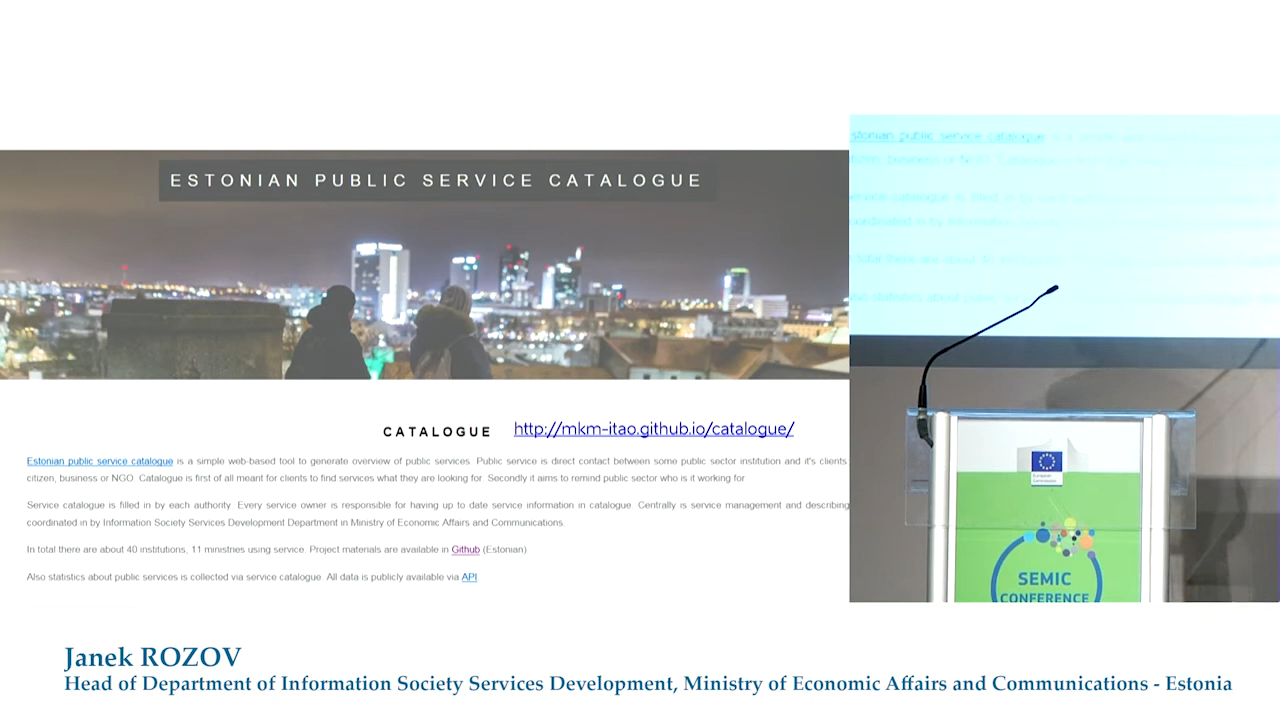 ESTONIAN PUBLIC SERVICE CATALOGUE
CATALOGUE http://mkm-itao.github.io/catalogue/
Estonian public service catalogue is a simple web-based tool to generate overview of public services. Public service is direct contact between some public sector institution and it's clients:
citizen, business or NGO. Catalogue is first of all meant for clients to find services what they are looking for. Secondly it aims to remind public sector who is it working for.
Service catalogue is filled in by each authority. Every service owner is responsible for having up to date service information in catalogue. Centrally is service management and describing
coordinated in by Information Society Services Development Department in Ministry of Economic Affairs and Communications.
In total there are about 40 institutions, 11 ministries using service. Project materials are available in Github (Estonian)
Also statistics about public services is collected via service catalogue. All data is publicly available via API
stonian public service catalogue
European
Commission
SEMIC
CONFERENCE
Janek ROZOV
Head of Department of Information Society Services Development, Ministry of Economic Affairs and Communications - Estonia